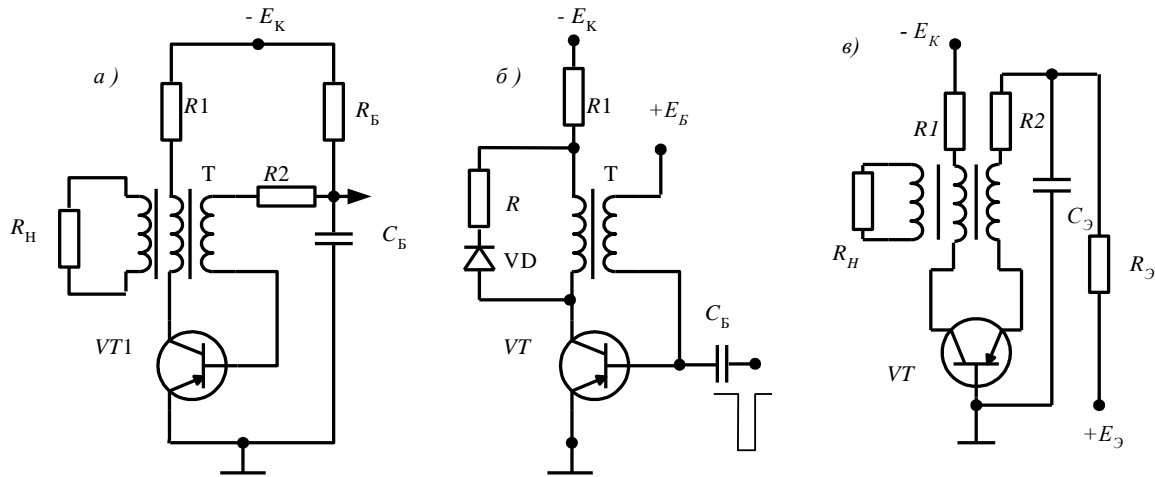 а )
- EК
R1
RБ
T
R2
RН
CБ
VT1
б )
- EК
R1
+EБ
T
R
VD
CБ
VT
в )
- EК
R1
R2
CЭ
RН
RЭ
VT
+EЭ